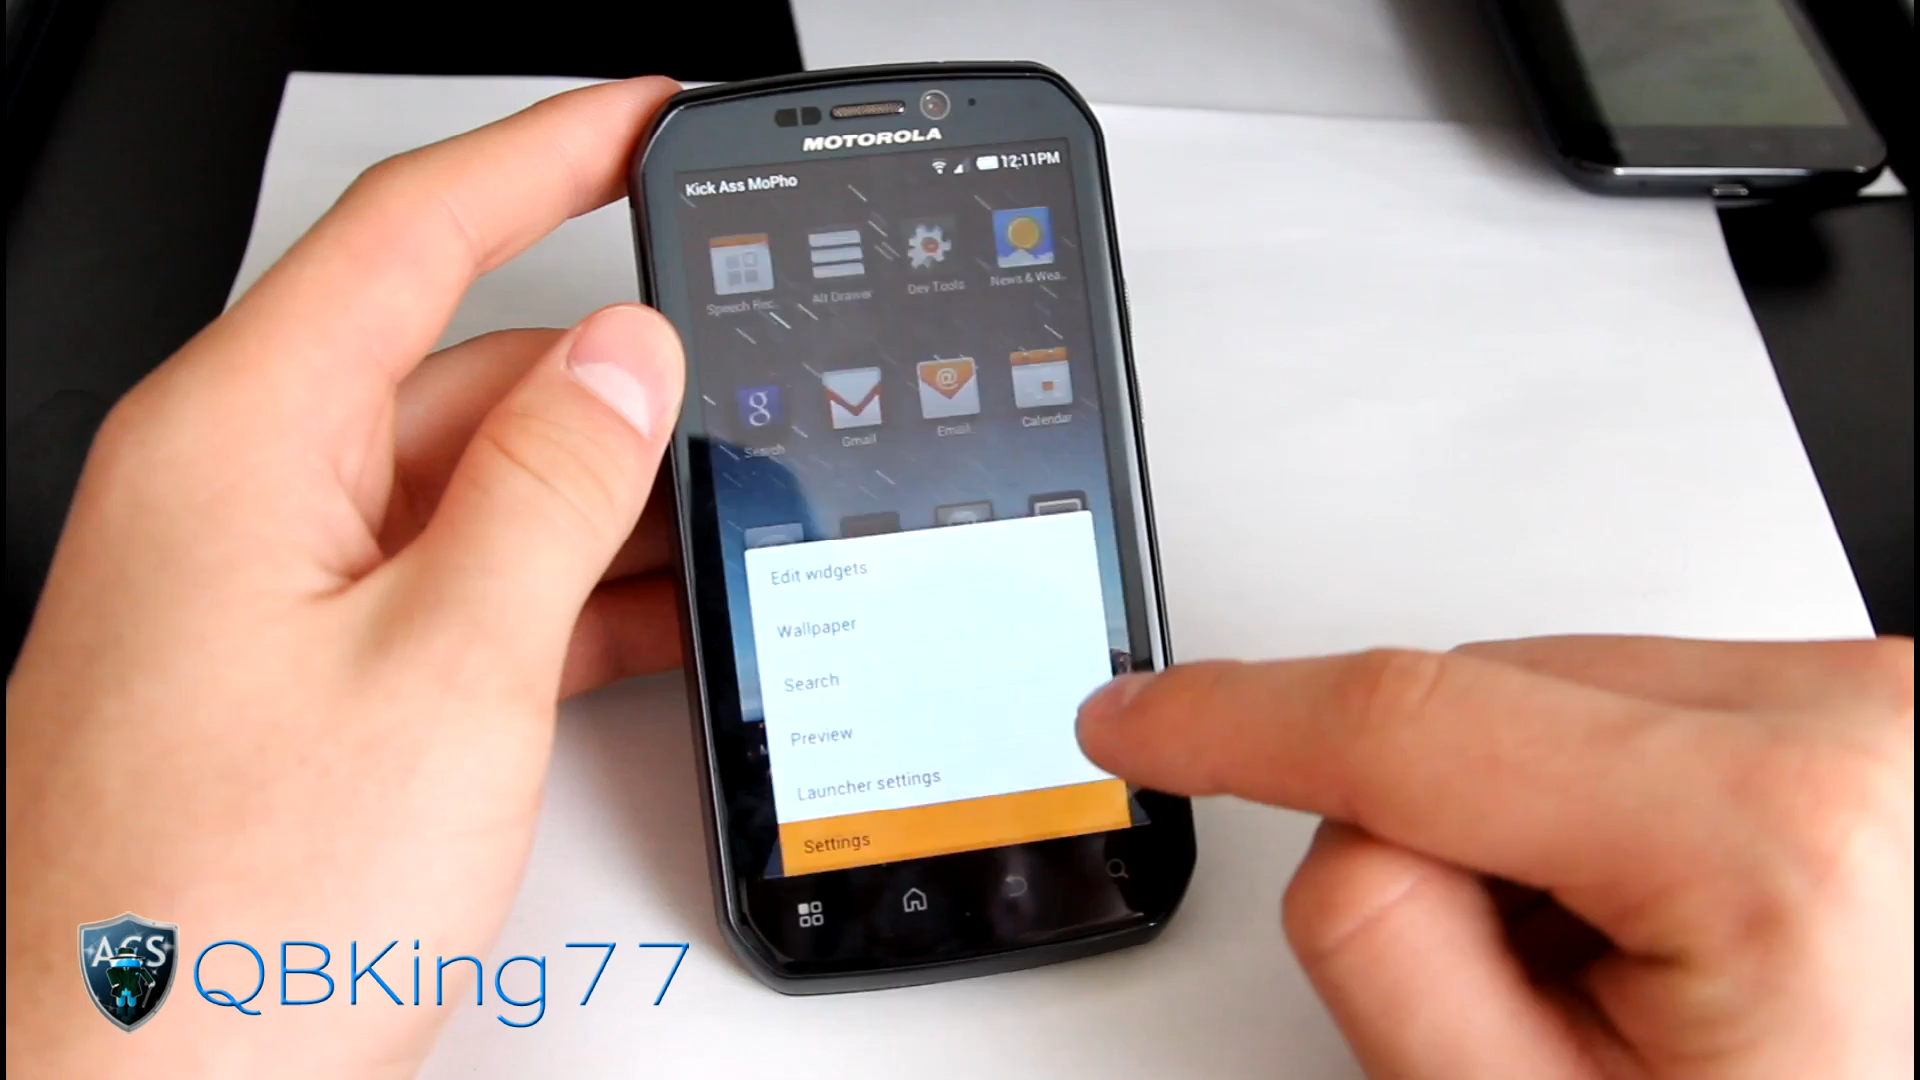 MOTOROLA
Kick Ass MoPho
12:11PM
Speech Rec..
Alt Drawer
Dev Tools
News & Wea..
g
Search
Gmail
@
Email
Calendar
Edit widgets
Wallpaper
Search
Preview
Launcher settings
Settings
ACS
QBKing77